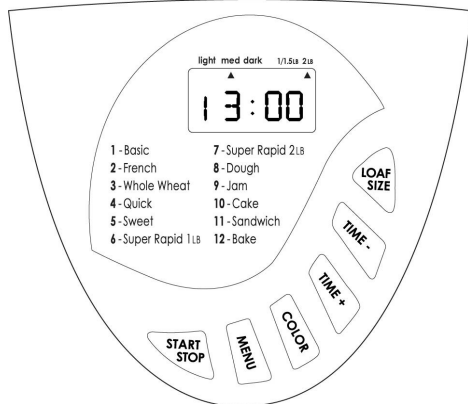 light med dark 1/1.5LB 2LB
1 3:00
1 - Basic
2 - French
3 - Whole Wheat
4 - Quick
5 - Sweet
6 - Super Rapid 1LB
7 - Super Rapid 2LB
8 - Dough
9 - Jam
10 - Cake
11 - Sandwich
12 - Bake
LOAF
SIZE
TIME -
TIME +
COLOR
MENU
START
STOP